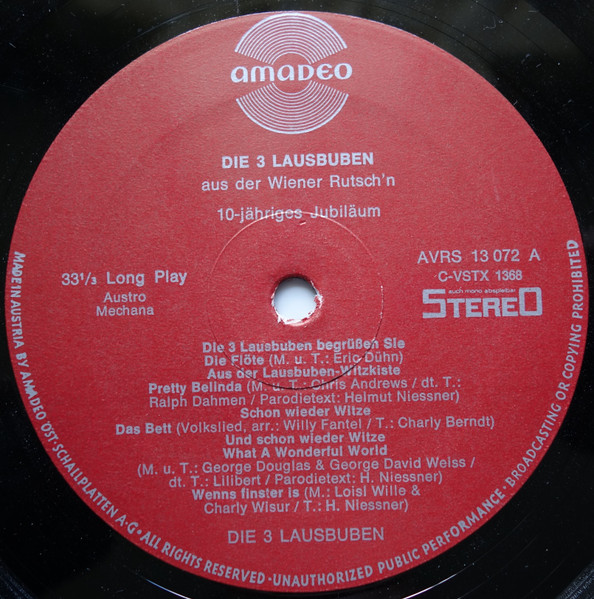 AMADEO
DIE 3 LAUSBUBEN
aus der Wiener Rutsch'n
10-jähriges Jubiläum
33 1/3 Long Play
Austro
Mechana
AVRS 13 072 A
C-VSTX 1368
auch mono abspielbar
STEREO
Die 3 Lausbuben begrüßen Sie
Die Flöte (M. u. T.: Eric Dühn)
Aus der Lausbuben-Witzkiste
Pretty Belinda (M. u. T.: Chris Andrews / dt. T.:
Ralph Dahmen / Parodietext: Helmut Niessner)
Schon wieder Witze
Das Bett (Volkslied, arr.: Willy Fantel / T.: Charly Berndt)
Und schon wieder Witze
What A Wonderful World
(M. u. T.: George Douglas & George David Weiss /
dt. T.: Lilibert / Parodietext: H. Niessner)
Wenns finster is (M.: Loisl Wille &
Charly Wisur / T.: H. Niessner)
DIE 3 LAUSBUBEN
MADE IN AUSTRIA BY AMADEO ÖST. SCHALLPLATTEN A·G · ALL RIGHTS RESERVED · UNAUTHORIZED PUBLIC PERFORMANCE · BROADCASTING OR COPYING PROHIBITED